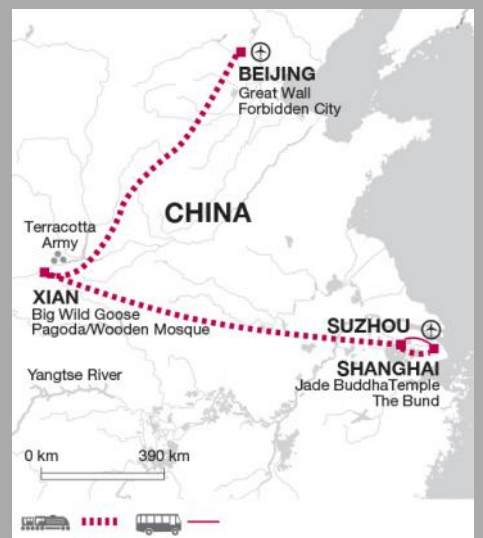 BEIJING
Great Wall
Forbidden City
CHINA
Terracotta
Army
XIAN
Big Wild Goose
Pagoda/Wooden Mosque
SUZHOU
SHANGHAI
Jade BuddhaTemple
The Bund
Yangtse River
0 km 390 km